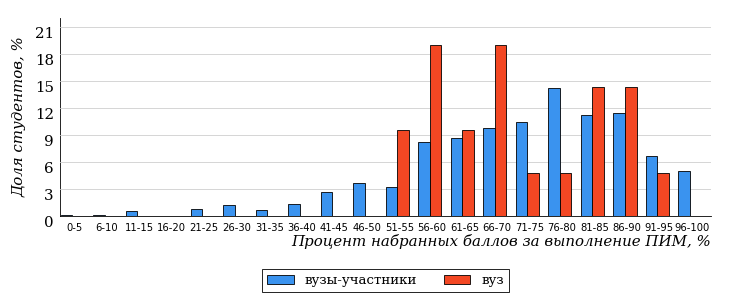 Доля студентов, %
21
18
15
12
9
6
3
0
0-5 6-10 11-15 16-20 21-25 26-30 31-35 36-40 41-45 46-50 51-55 56-60 61-65 66-70 71-75 76-80 81-85 86-90 91-95 96-100
Процент набранных баллов за выполнение ПИМ, %
вузы-участники вуз